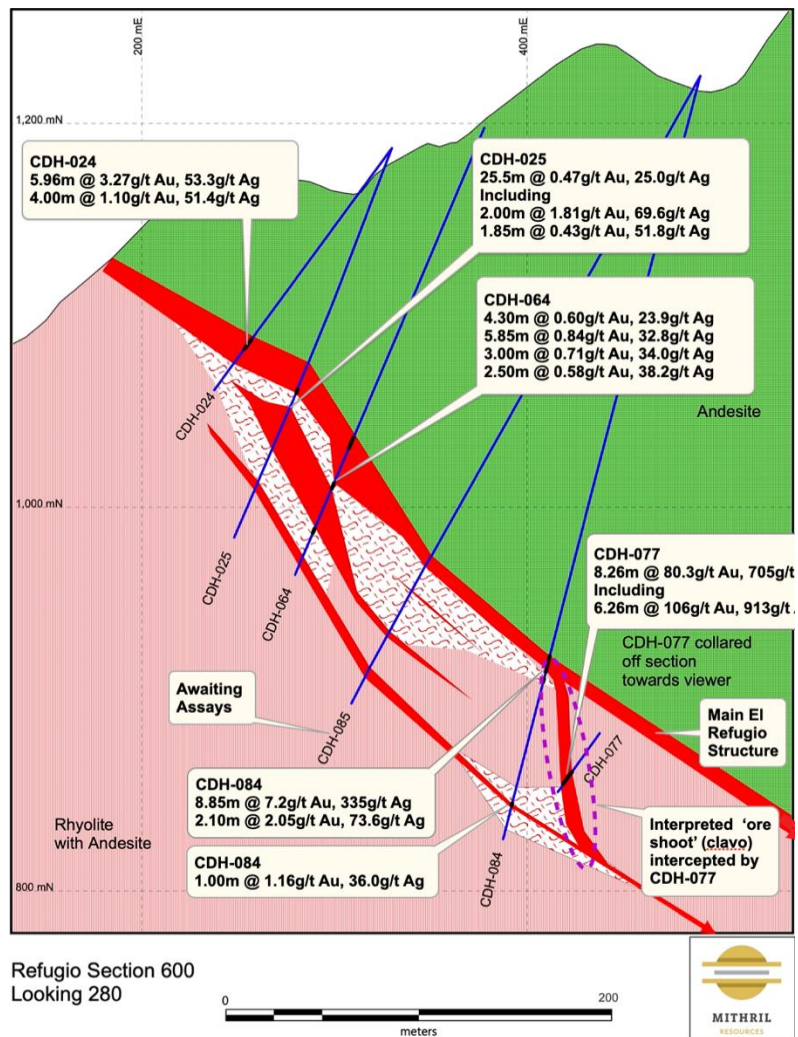 200 mE
400 mE
1,200 mN
CDH-024
5.96m @ 3.27g/t Au, 53.3g/t Ag
4.00m @ 1.10g/t Au, 51.4g/t Ag
CDH-025
25.5m @ 0.47g/t Au, 25.0g/t Ag
Including
2.00m @ 1.81g/t Au, 69.6g/t Ag
1.85m @ 0.43g/t Au, 51.8g/t Ag
CDH-064
4.30m @ 0.60g/t Au, 23.9g/t Ag
5.85m @ 0.84g/t Au, 32.8g/t Ag
3.00m @ 0.71g/t Au, 34.0g/t Ag
2.50m @ 0.58g/t Au, 38.2g/t Ag
CDH-024
Andesite
1,000 mN
CDH-025
CDH-064
CDH-077
8.26m @ 80.3g/t Au, 705g/t
Including
6.26m @ 106g/t Au, 913g/t A
CDH-077 collared
off section
towards viewer
Awaiting
Assays
CDH-085
CDH-077
Main El
Refugio
Structure
CDH-084
8.85m @ 7.2g/t Au, 335g/t Ag
2.10m @ 2.05g/t Au, 73.6g/t Ag
Rhyolite
with Andesite
CDH-084
1.00m @ 1.16g/t Au, 36.0g/t Ag
CDH-084
Interpreted ‘ore
shoot’ (clavo)
intercepted by
CDH-077
800 mN
Refugio Section 600
Looking 280
0
200
meters
MITHRIL
RESOURCES